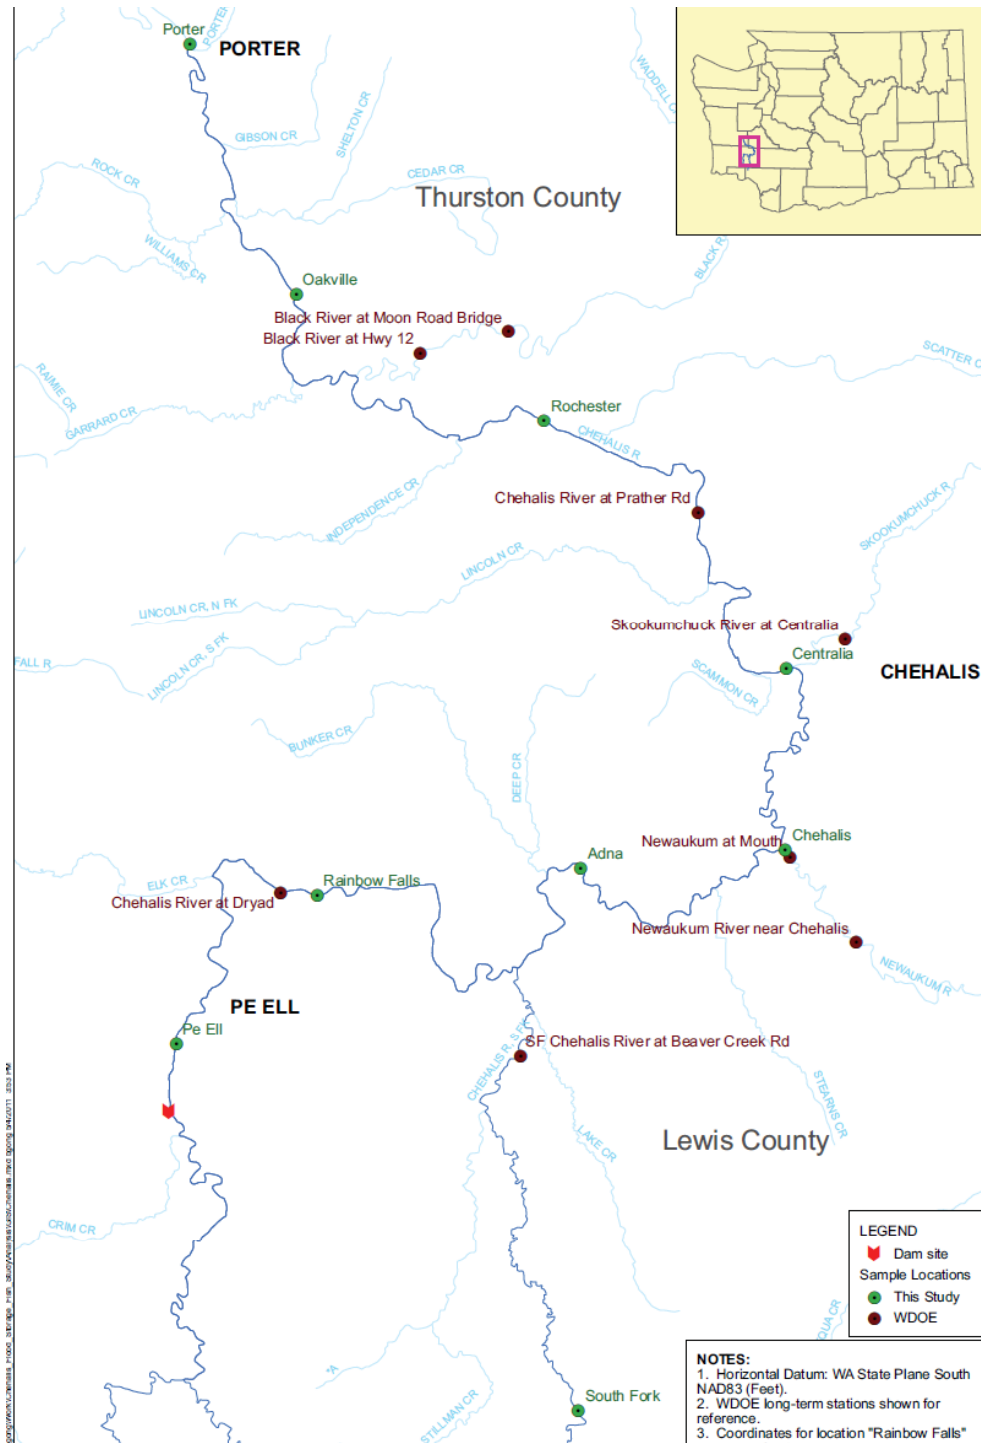 Porter
PORTER
PORTER
WADDELL C
GIBSON CR
SHELTON CR
ROCK CR
CEDAR CR
Thurston County
WILLIAMS CR
BLACK R
Oakville
Black River at Moon Road Bridge
Black River at Hwy 12
SCATTER C
RAIMIE CR
GARRARD CR
Rochester
CHEHALIS R
INDEPENDENCE CR
Chehalis River at Prather Rd
SKOOKUMCHUCK R
LINCOLN CR
LINCOLN CR, N FK
Skookumchuck River at Centralia
FALL R
LINCOLN CR, S FK
SCAMMON CR
Centralia
CHEHALIS
BUNKER CR
DEEP CR
Newaukum at Mouth
Chehalis
Adna
ELK CR
Rainbow Falls
Chehalis River at Dryad
Newaukum River near Chehalis
NEWAUKUM R
PE ELL
Pe Ell
SF Chehalis River at Beaver Creek Rd
CHEHALIS R, S FK
STEARNS CR
LAKE CR
Lewis County
CRIM CR
LEGEND
Dam site
Sample Locations
This Study
WDOE
QUA CR
*A
STILLMAN CR
South Fork
NOTES:
1. Horizontal Datum: WA State Plane South
NAD83 (Feet).
2. WDOE long-term stations shown for
reference.
3. Coordinates for location "Rainbow Falls"